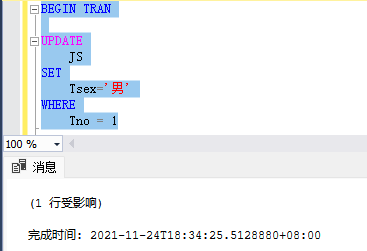 BEGIN TRAN
UPDATE
JS
SET
Tsex='男'
WHERE
Tno = 1
100 %
消息
(1 行受影响)
完成时间: 2021-11-24T18:34:25.5128880+08:00